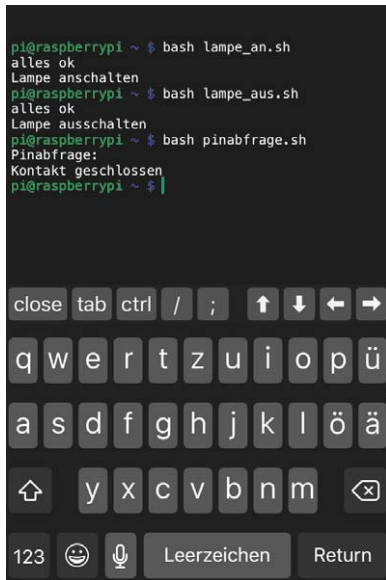 pi@raspberrypi ~ $ bash lampe_an.sh
alles ok
Lampe anschalten
pi@raspberrypi ~ $ bash lampe_aus.sh
alles ok
Lampe ausschalten
pi@raspberrypi ~ $ bash pinabfrage.sh
Pinabfrage:
Kontakt geschlossen
pi@raspberrypi ~ $
close tab ctrl / ;
q w e r t z u i o p ü
a s d f g h j k l ö ä
y x c v b n m
123 Leerzeichen Return